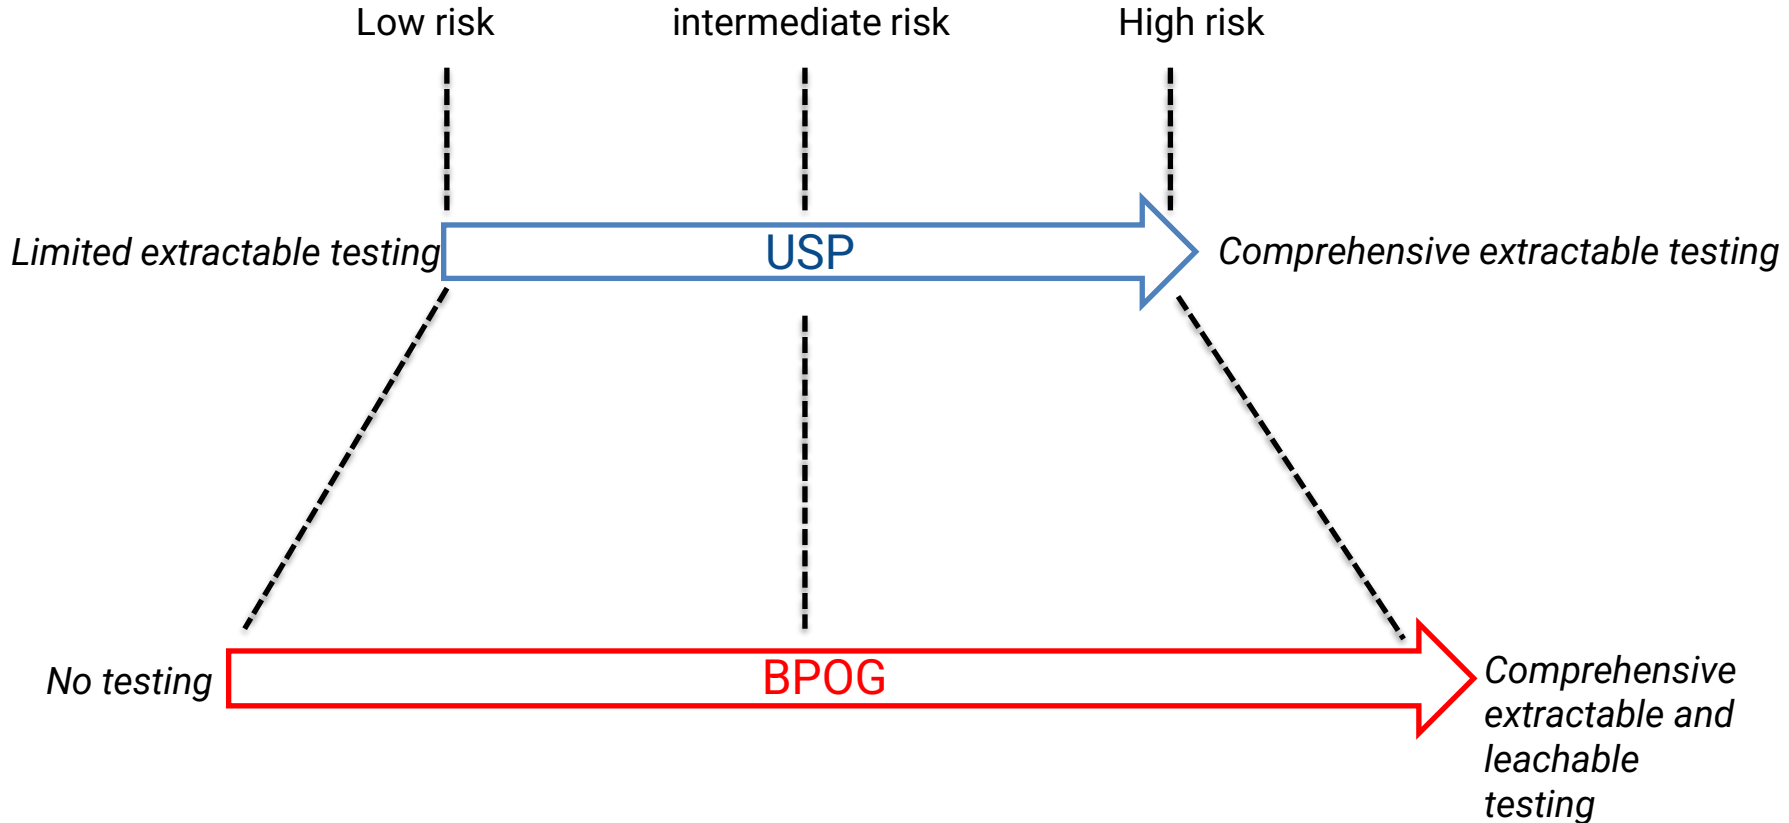 Low risk
intermediate risk
High risk
Limited extractable testing
USP
Comprehensive extractable testing
No testing
BPOG
Comprehensive
extractable and
leachable
testing